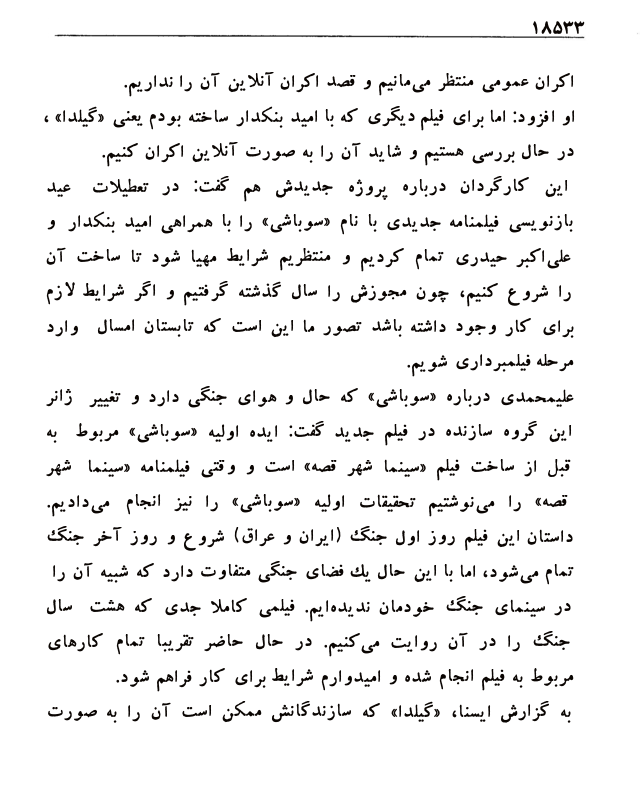 ۱۸۵۳۳
اکران عمومی منتظر می‌مانیم و قصد اکران آنلاین آن را نداریم.
او افزود: اما برای فیلم دیگری که با امید بنکدار ساخته بودم یعنی «گیلدا»،
در حال بررسی هستیم و شاید آن را به صورت آنلاین اکران کنیم.
این کارگردان درباره پروژه جدیدش هم گفت: در تعطیلات عید
بازنویسی فیلمنامه جدیدی با نام «سوباشی» را با همراهی امید بنکدار و
علی‌اکبر حیدری تمام کردیم و منتظریم شرایط مهیا شود تا ساخت آن
را شروع کنیم، چون مجوزش را سال گذشته گرفتیم و اگر شرایط لازم
برای کار وجود داشته باشد تصور ما این است که تابستان امسال وارد
مرحله فیلمبرداری شویم.
علیمحمدی درباره «سوباشی» که حال و هوای جنگی دارد و تغییر ژانر
این گروه سازنده در فیلم جدید گفت: ایده اولیه «سوباشی» مربوط به
قبل از ساخت فیلم «سینما شهر قصه» است و وقتی فیلمنامه «سینما شهر
قصه» را می‌نوشتیم تحقیقات اولیه «سوباشی» را نیز انجام می‌دادیم.
داستان این فیلم روز اول جنگ (ایران و عراق) شروع و روز آخر جنگ
تمام می‌شود، اما با این حال یك فضای جنگی متفاوت دارد که شبیه آن را
در سینمای جنگ خودمان ندیده‌ایم. فیلمی کاملا جدی که هشت سال
جنگ را در آن روایت می‌کنیم. در حال حاضر تقریبا تمام کارهای
مربوط به فیلم انجام شده و امیدوارم شرایط برای کار فراهم شود.
به گزارش ایسنا، «گیلدا» که سازندگانش ممکن است آن را به صورت